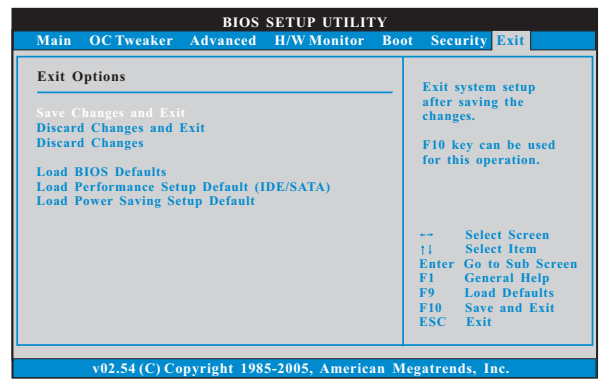 BIOS SETUP UTILITY
Main OC Tweaker Advanced H/W Monitor Boot Security Exit
Exit Options
Save Changes and Exit
Discard Changes and Exit
Discard Changes
Load BIOS Defaults
Load Performance Setup Default (IDE/SATA)
Load Power Saving Setup Default
Exit system setup
after saving the
changes.
F10 key can be used
for this operation.
←→ Select Screen
↑↓ Select Item
Enter Go to Sub Screen
F1 General Help
F9 Load Defaults
F10 Save and Exit
ESC Exit
v02.54 (C) Copyright 1985-2005, American Megatrends, Inc.